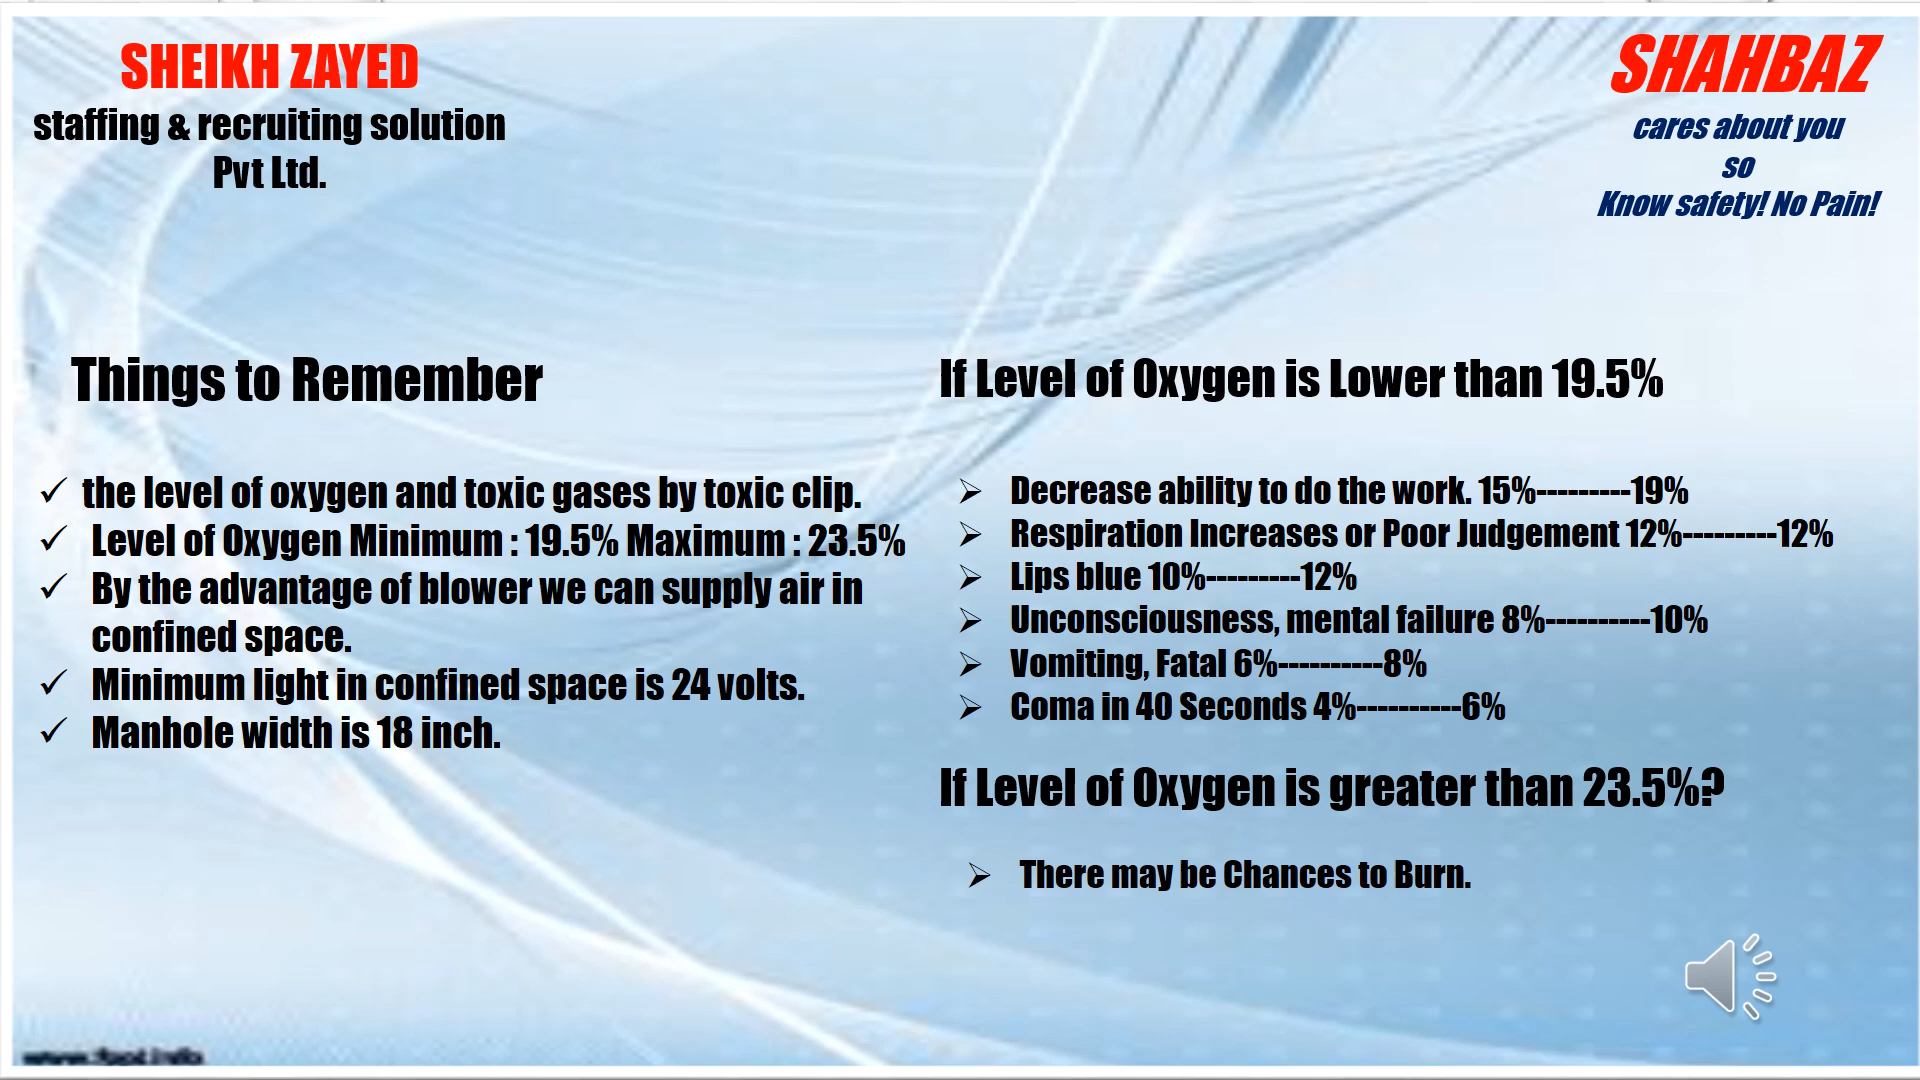 SHEIKH ZAYED
staffing & recruiting solution
Pvt Ltd.
SHAHBAZ
cares about you
so
Know safety! No Pain!
Things to Remember
✓ the level of oxygen and toxic gases by toxic clip.
✓ Level of Oxygen Minimum : 19.5% Maximum : 23.5%
✓ By the advantage of blower we can supply air in
confined space.
✓ Minimum light in confined space is 24 volts.
✓ Manhole width is 18 inch.
If Level of Oxygen is Lower than 19.5%
➢ Decrease ability to do the work. 15%---------19%
➢ Respiration Increases or Poor Judgement 12%---------12%
➢ Lips blue 10%---------12%
➢ Unconsciousness, mental failure 8%----------10%
➢ Vomiting, Fatal 6%----------8%
➢ Coma in 40 Seconds 4%----------6%
If Level of Oxygen is greater than 23.5%?
➢ There may be Chances to Burn.